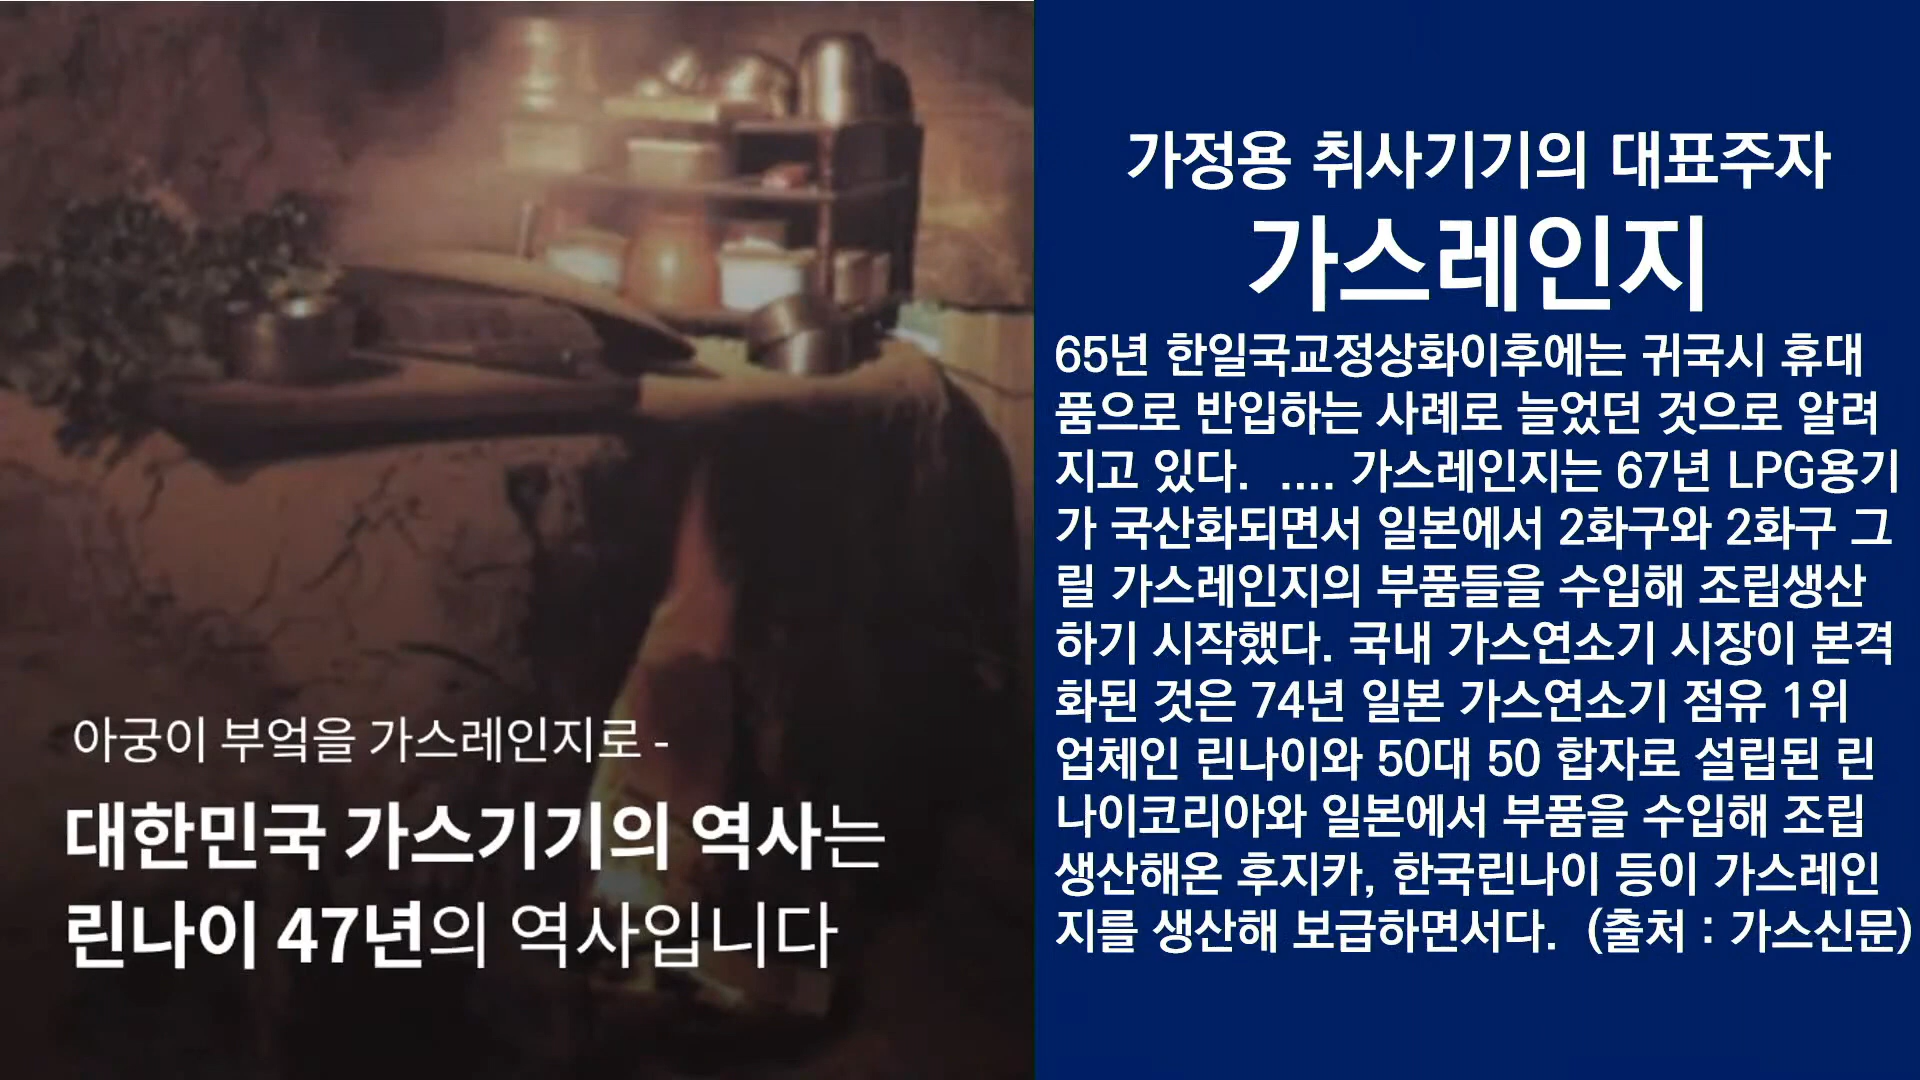 아궁이 부엌을 가스레인지로 -
대한민국 가스기기의 역사는
린나이 47년의 역사입니다
가정용 취사기기의 대표주자
가스레인지
65년 한일국교정상화이후에는 귀국시 휴대
품으로 반입하는 사례로 늘었던 것으로 알려
지고 있다. .... 가스레인지는 67년 LPG용기
가 국산화되면서 일본에서 2화구와 2화구 그
릴 가스레인지의 부품들을 수입해 조립생산
하기 시작했다. 국내 가스연소기 시장이 본격
화된 것은 74년 일본 가스연소기 점유 1위
업체인 린나이와 50대 50 합자로 설립된 린
나이코리아와 일본에서 부품을 수입해 조립
생산해온 후지카, 한국린나이 등이 가스레인
지를 생산해 보급하면서다. (출처 : 가스신문)